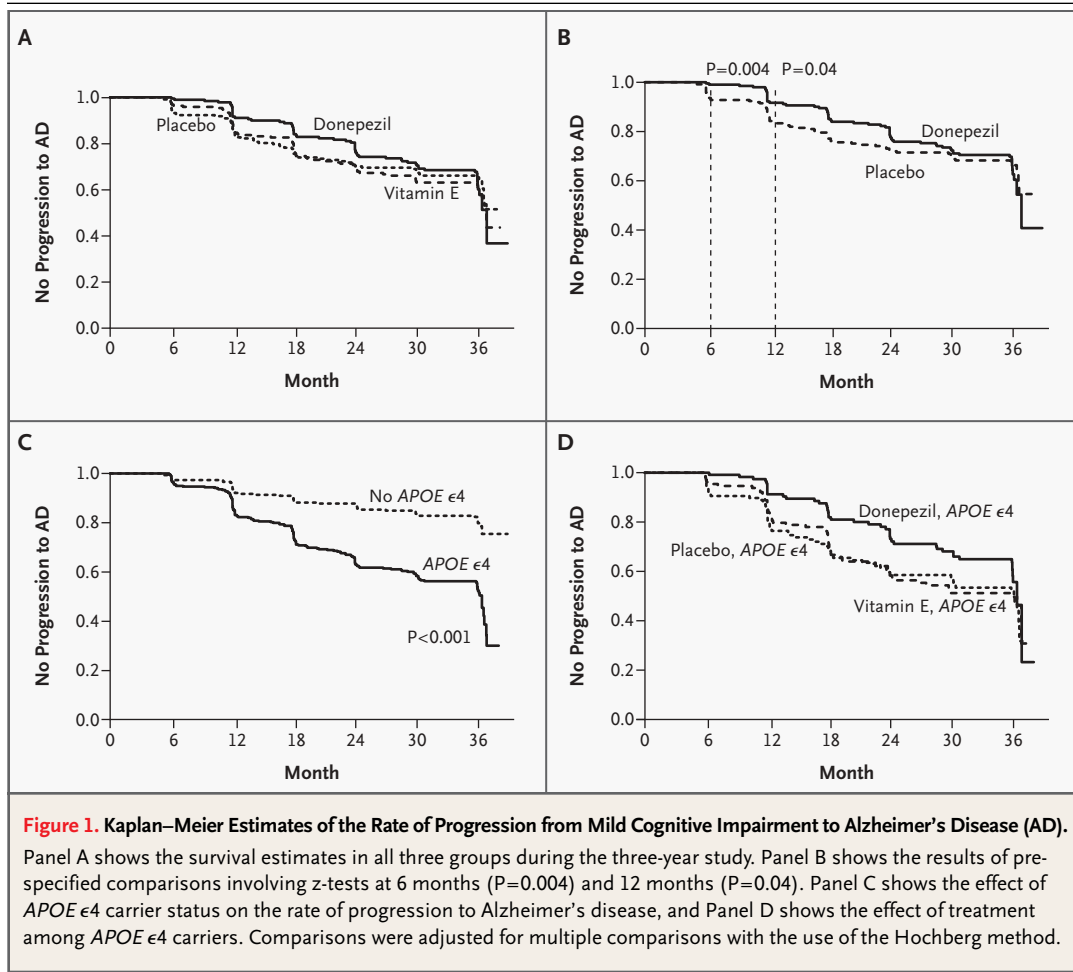 A
No Progression to AD
1.0
0.8
0.6
0.4
0.2
0.0
Placebo
Donepezil
Vitamin E
0 6 12 18 24 30 36
Month
B
P=0.004 P=0.04
No Progression to AD
1.0
0.8
0.6
0.4
0.2
0.0
Donepezil
Placebo
0 6 12 18 24 30 36
Month
C
No Progression to AD
1.0
0.8
0.6
0.4
0.2
0.0
No APOE ϵ4
APOE ϵ4
P<0.001
0 6 12 18 24 30 36
Month
D
No Progression to AD
1.0
0.8
0.6
0.4
0.2
0.0
Donepezil, APOE ϵ4
Placebo, APOE ϵ4
Vitamin E, APOE ϵ4
0 6 12 18 24 30 36
Month
Figure 1. Kaplan–Meier Estimates of the Rate of Progression from Mild Cognitive Impairment to Alzheimer's Disease (AD).
Panel A shows the survival estimates in all three groups during the three-year study. Panel B shows the results of pre-
specified comparisons involving z-tests at 6 months (P=0.004) and 12 months (P=0.04). Panel C shows the effect of
APOE ϵ4 carrier status on the rate of progression to Alzheimer's disease, and Panel D shows the effect of treatment
among APOE ϵ4 carriers. Comparisons were adjusted for multiple comparisons with the use of the Hochberg method.